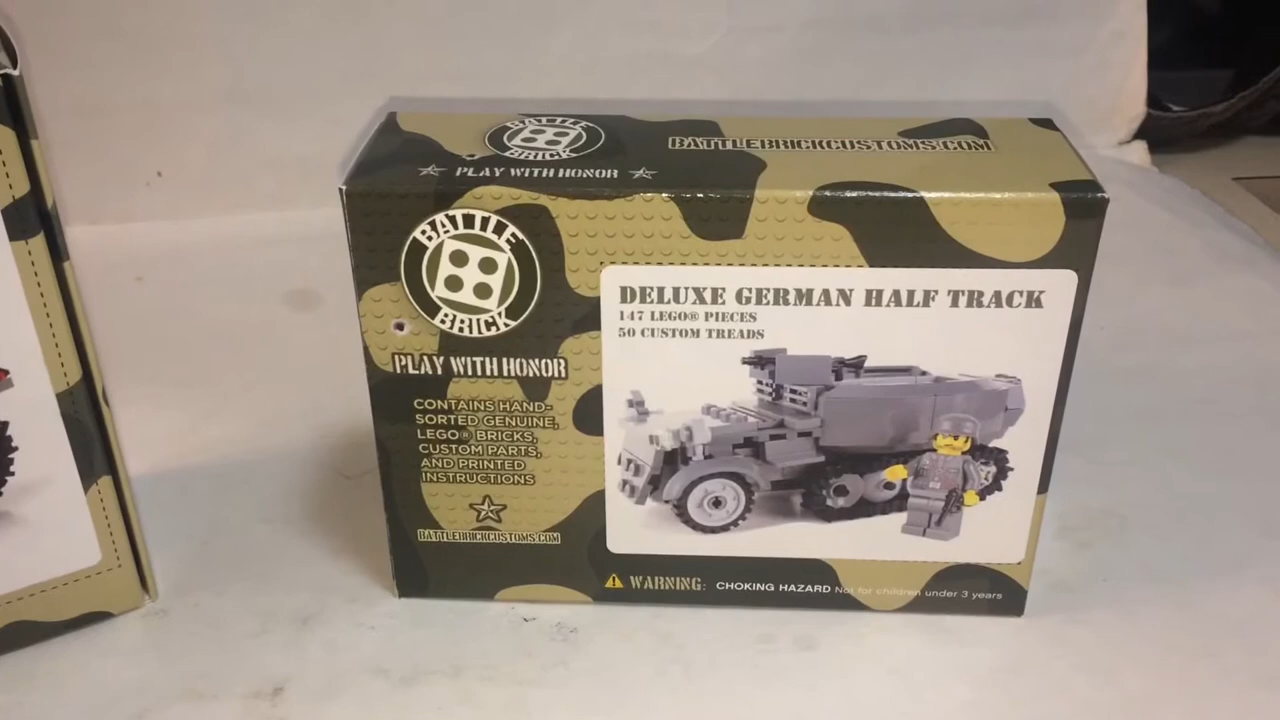 BATTLE
BRICK
PLAY WITH HONOR
BATTLEBRICKCUSTOMS.COM
BATTLE
BRICK
PLAY WITH HONOR
CONTAINS HAND-
SORTED GENUINE,
LEGO® BRICKS,
CUSTOM PARTS,
AND PRINTED
INSTRUCTIONS
BATTLEBRICKCUSTOMS.COM
DELUXE GERMAN HALF TRACK
147 LEGO® PIECES
50 CUSTOM TREADS
WARNING: CHOKING HAZARD Not for children under 3 years